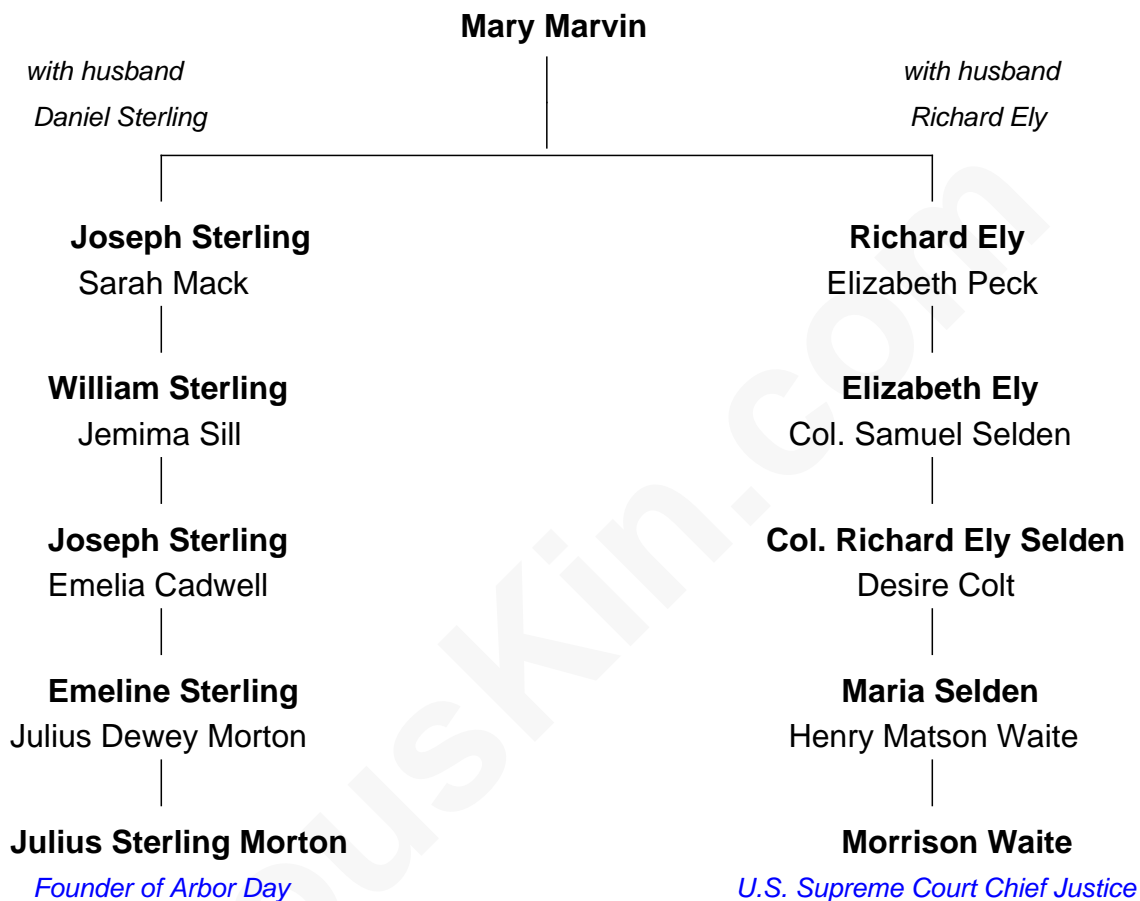 Mary Marvin
with husband
Daniel Sterling
with husband
Richard Ely
Joseph Sterling
Sarah Mack
Richard Ely
Elizabeth Peck
William Sterling
Jemima Sill
Elizabeth Ely
Col. Samuel Selden
Joseph Sterling
Emelia Cadwell
Col. Richard Ely Selden
Desire Colt
Emeline Sterling
Julius Dewey Morton
Maria Selden
Henry Matson Waite
Julius Sterling Morton
Founder of Arbor Day
Morrison Waite
U.S. Supreme Court Chief Justice
ousKin.com